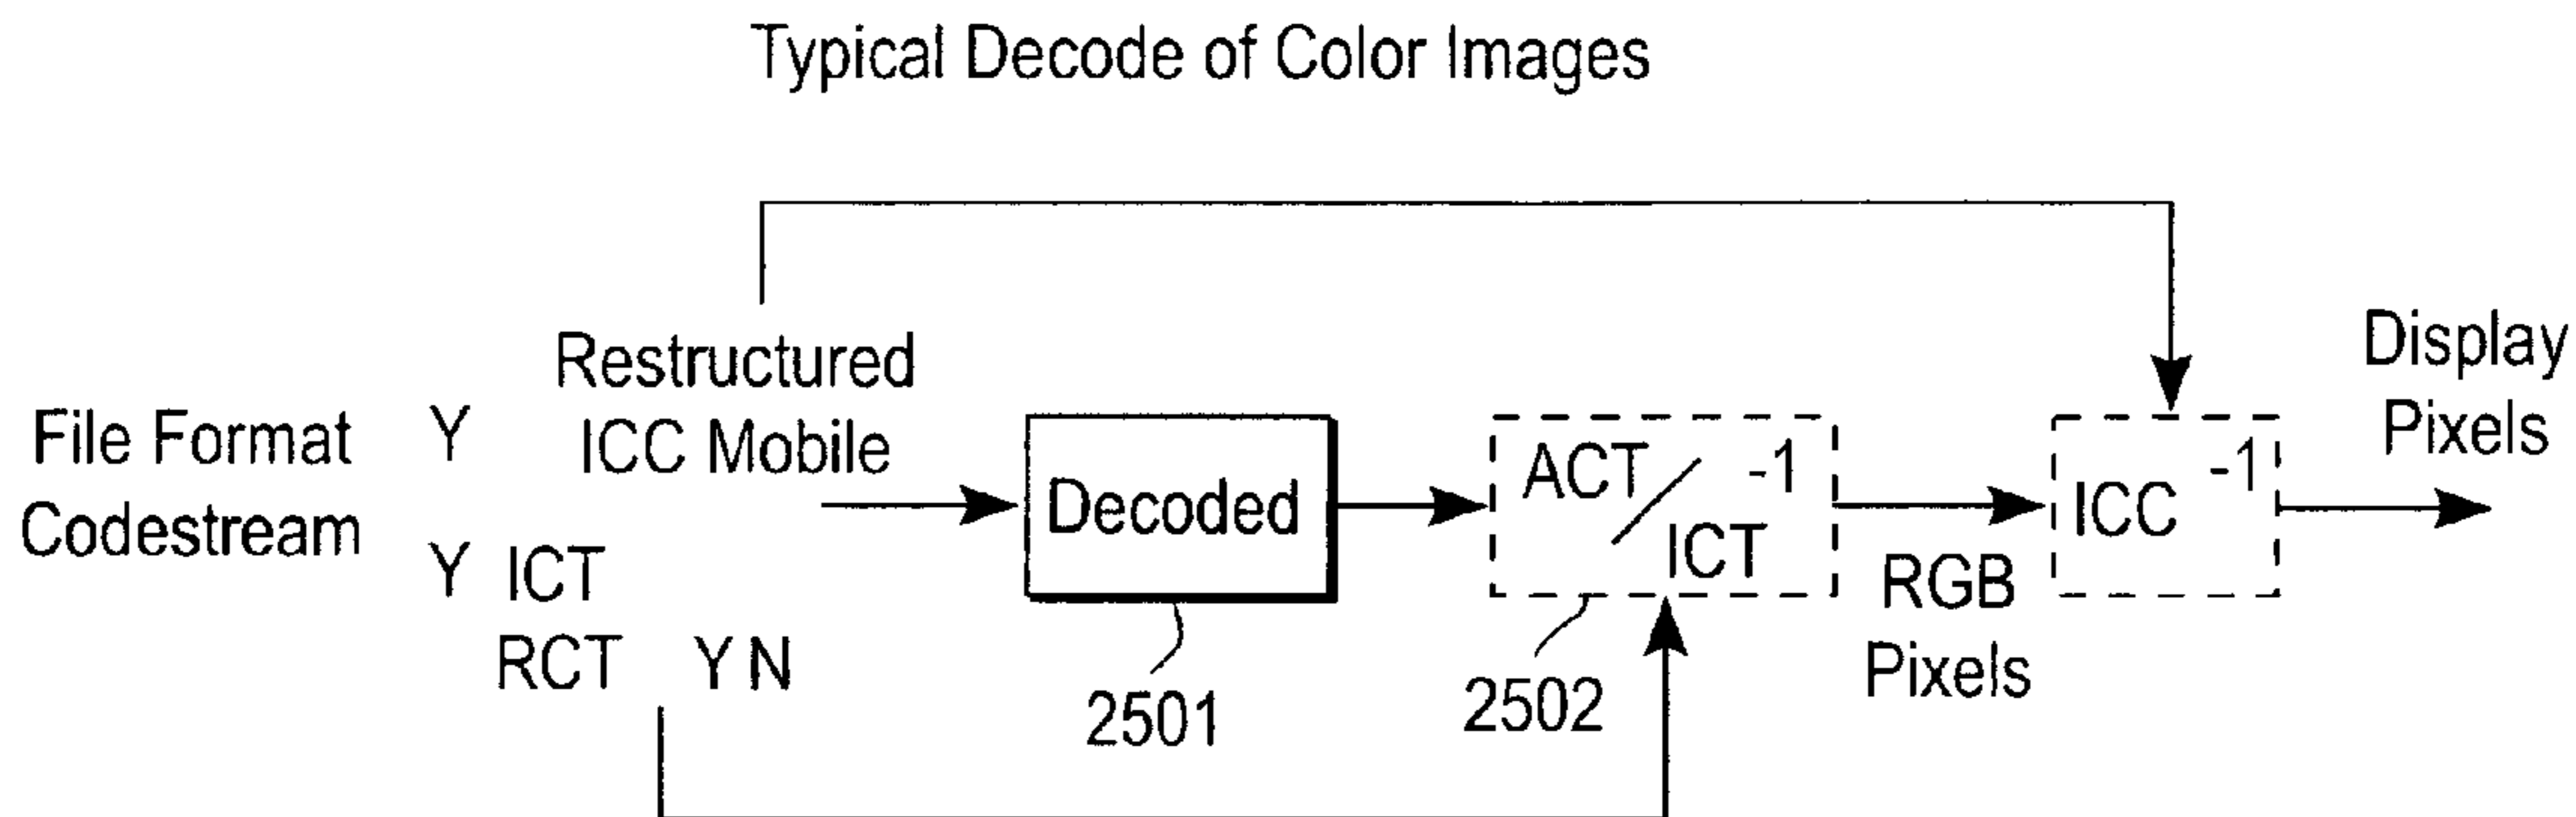 Typical Decode of Color Images
File Format
Codestream
Y
Restructured
ICC Mobile
Y ICT
RCT Y N
Decoded
2501
ACT/ICT -1
2502
RGB
Pixels
ICC -1
Display
Pixels